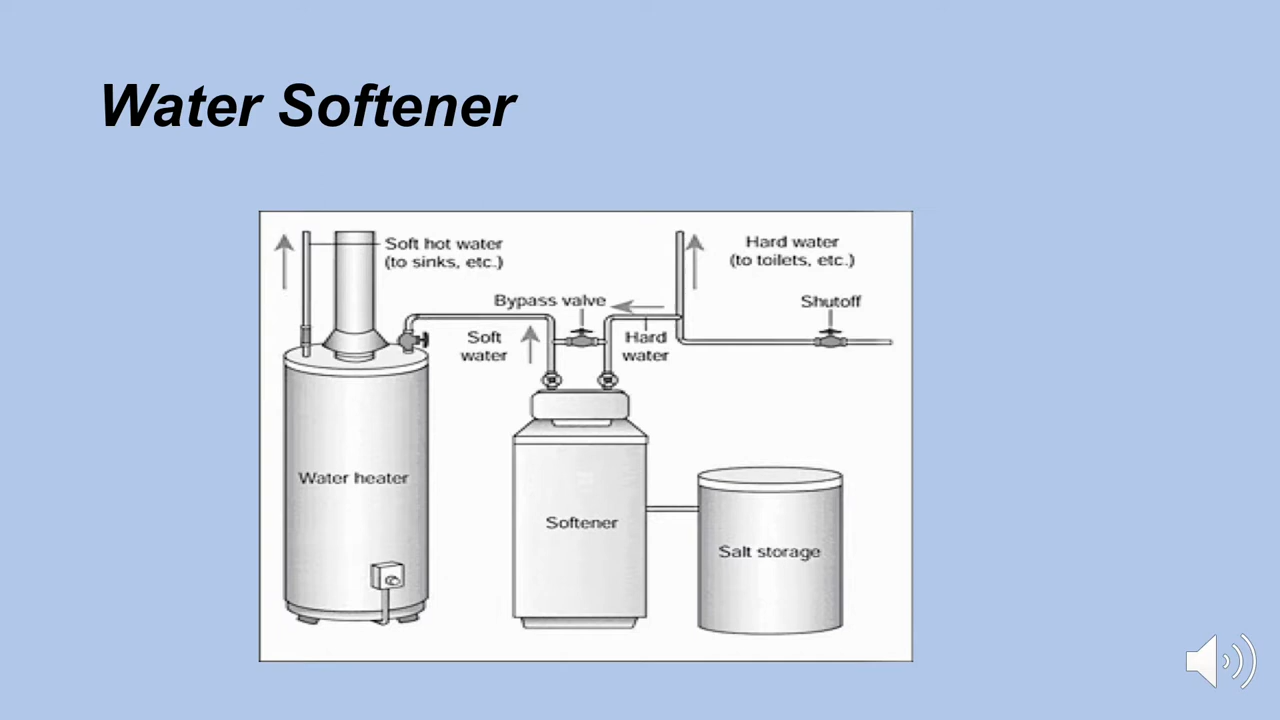 Water Softener
Soft hot water
(to sinks, etc.)
Hard water
(to toilets, etc.)
Bypass valve
Shutoff
Soft
water
Hard
water
Water heater
Softener
Salt storage